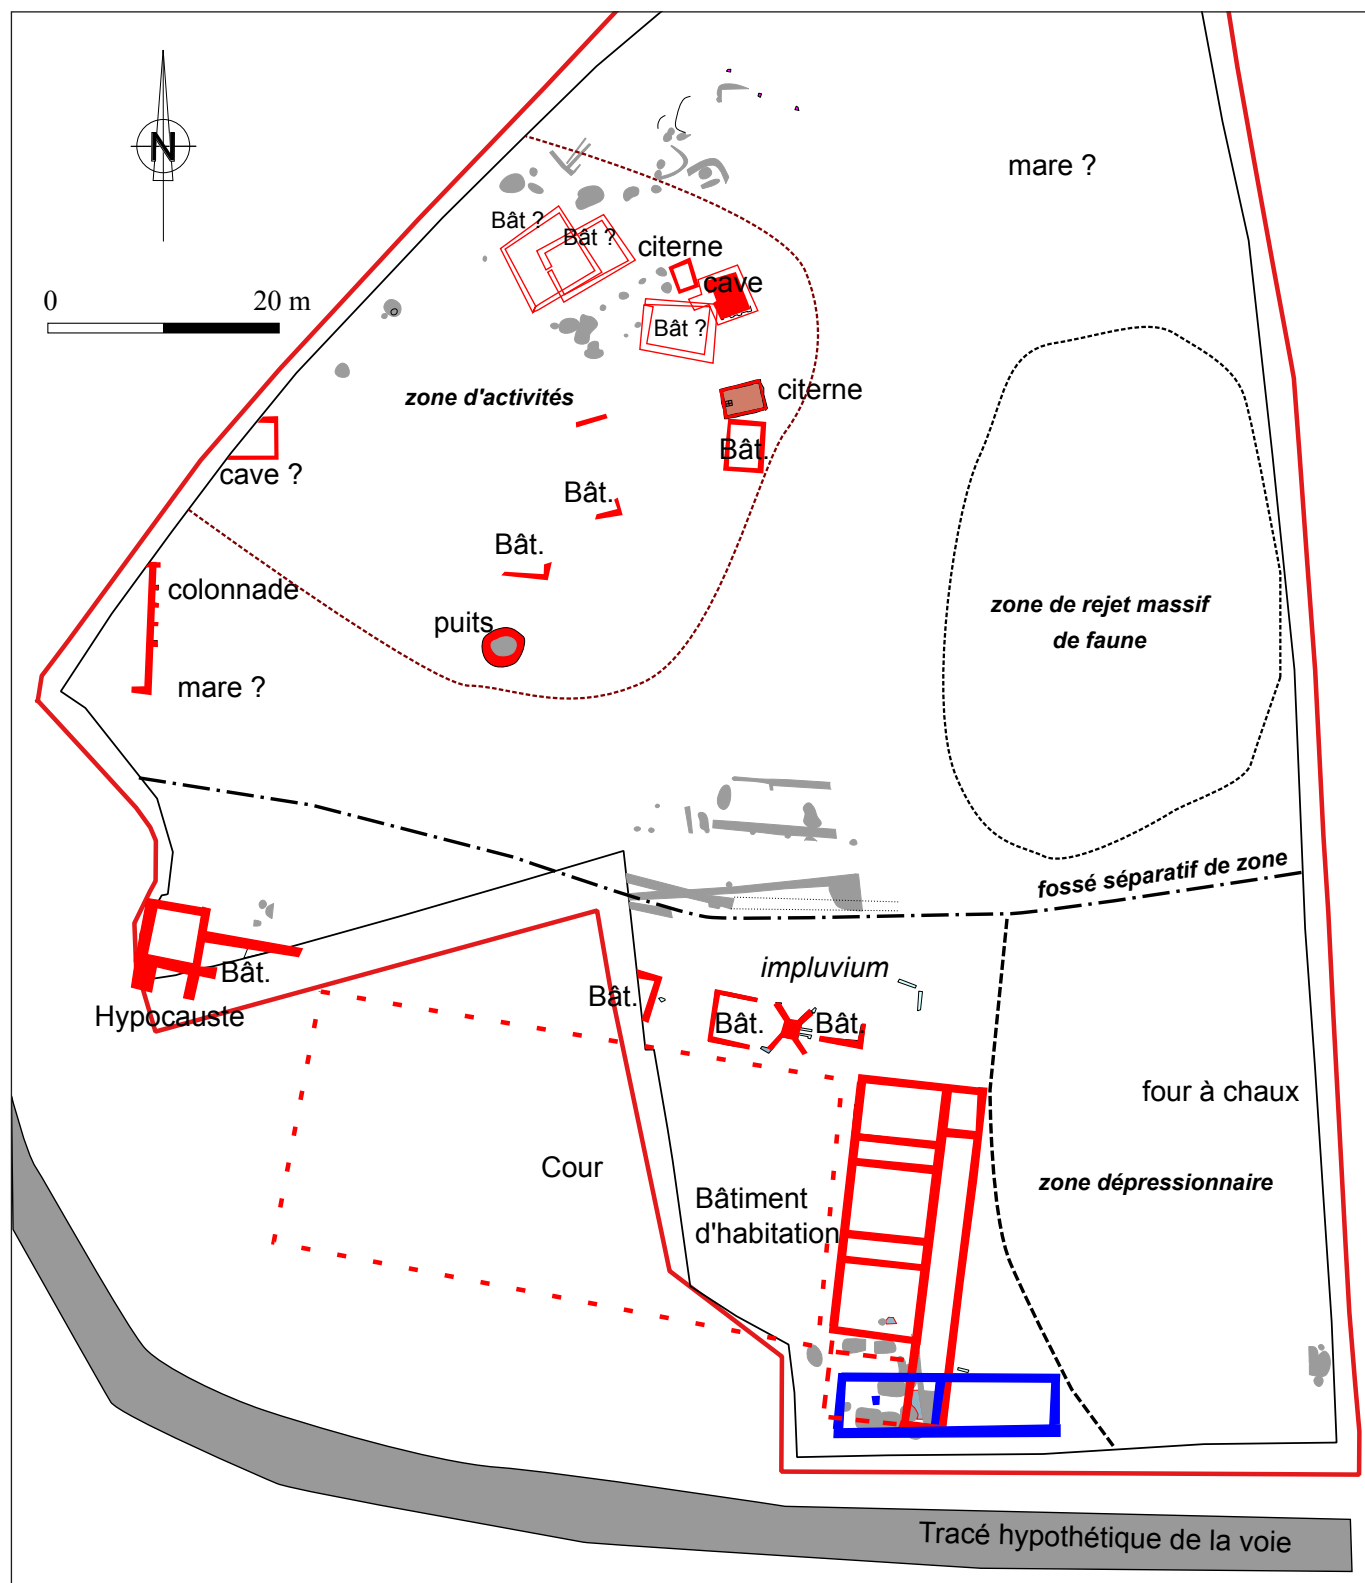 N
mare ?
Bât ?
Bât ?
citerne
cave
0 20 m
Bât ?
zone d'activités
citerne
Bât.
cave ?
Bât.
Bât.
colonnade
puits
zone de rejet massif
de faune
mare ?
fossé séparatif de zone
impluvium
Bât.
Bât.
Hypocauste
Bât.
Bât.
four à chaux
Cour
zone dépressionnaire
Bâtiment
d'habitation
Tracé hypothétique de la voie